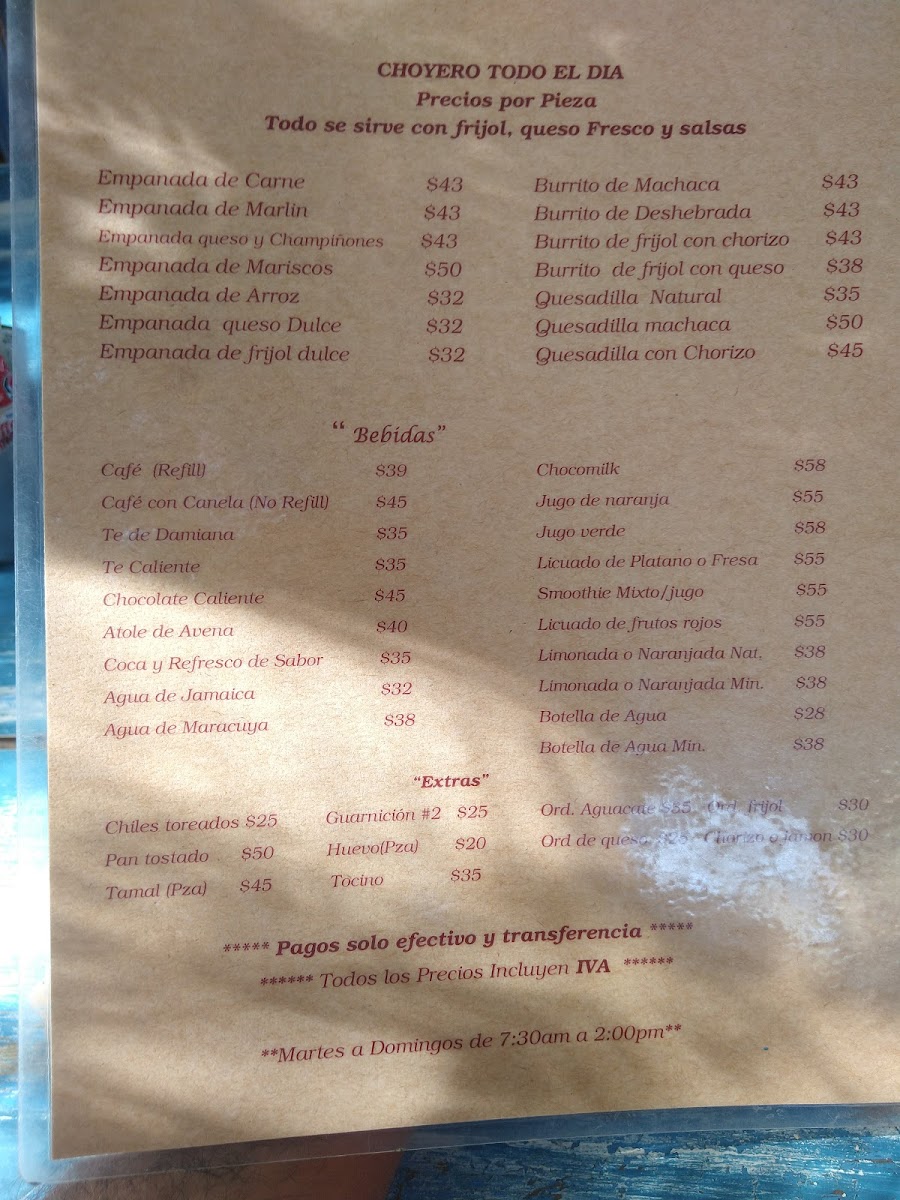 CHOYERO TODO EL DIA
Precios por Pieza
Todo se sirve con frijol, queso Fresco y salsas
Empanada de Carne $43
Empanada de Marlin $43
Empanada queso y Champiñones $43
Empanada de Mariscos $50
Empanada de Arroz $32
Empanada queso Dulce $32
Empanada de frijol dulce $32
Burrito de Machaca $43
Burrito de Deshebrada $43
Burrito de frijol con chorizo $43
Burrito de frijol con queso $38
Quesadilla Natural $35
Quesadilla machaca $50
Quesadilla con Chorizo $45
“ Bebidas”
Café (Refill) $39
Café con Canela (No Refill) $45
Te de Damiana $35
Te Caliente $35
Chocolate Caliente $45
Atole de Avena $40
Coca y Refresco de Sabor $35
Agua de Jamaica $32
Agua de Maracuya $38
Chocomilk $58
Jugo de naranja $55
Jugo verde $58
Licuado de Platano o Fresa $55
Smoothie Mixto/jugo $55
Licuado de frutos rojos $55
Limonada o Naranjada Nat. $38
Limonada o Naranjada Min. $38
Botella de Agua $28
Botella de Agua Min. $38
“Extras”
Chiles toreados $25
Pan tostado $50
Tamal (Pza) $45
Guarnición #2 $25
Huevo(Pza) $20
Tocino $35
Ord. Aguacate Ord. frijol $30
Ord de queso Chorizo o Jamon $30
***** Pagos solo efectivo y transferencia *****
****** Todos los Precios Incluyen IVA ******
**Martes a Domingos de 7:30am a 2:00pm**